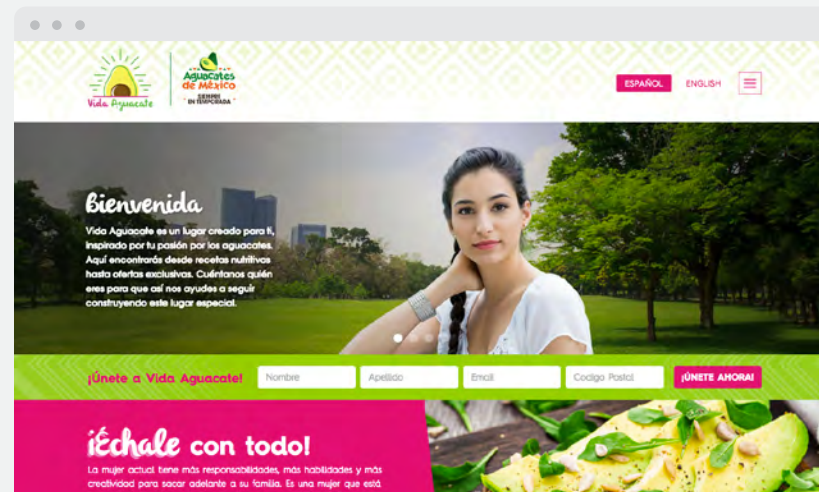 Vida Aguacate
Aguacates
de México
SIEMPRE
EN TEMPORADA
ESPAÑOL
ENGLISH
Bienvenida
Vida Aguacate es un lugar creado para ti,
inspirado por tu pasión por los aguacates.
Aquí encontrarás desde recetas nutritivas
hasta ofertas exclusivas. Cuéntanos quién
eres para que así nos ayudes a seguir
construyendo este lugar especial.
¡Únete a Vida Aguacate!
Nombre
Apellido
Email
Codigo Postal
¡ÚNETE AHORA!
¡Échale con todo!
La mujer actual tiene más responsabilidades, más habilidades y más
creatividad para sacar adelante a su familia. Es una mujer que está